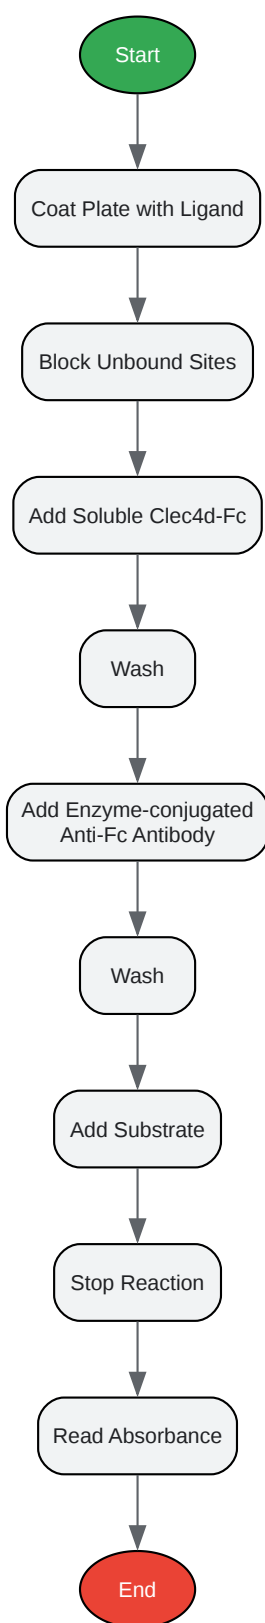 Start
Coat Plate with Ligand
Block Unbound Sites
Add Soluble Clec4d-Fc
Wash
Add Enzyme-conjugated
Anti-Fc Antibody
Wash
Add Substrate
Stop Reaction
Read Absorbance
End